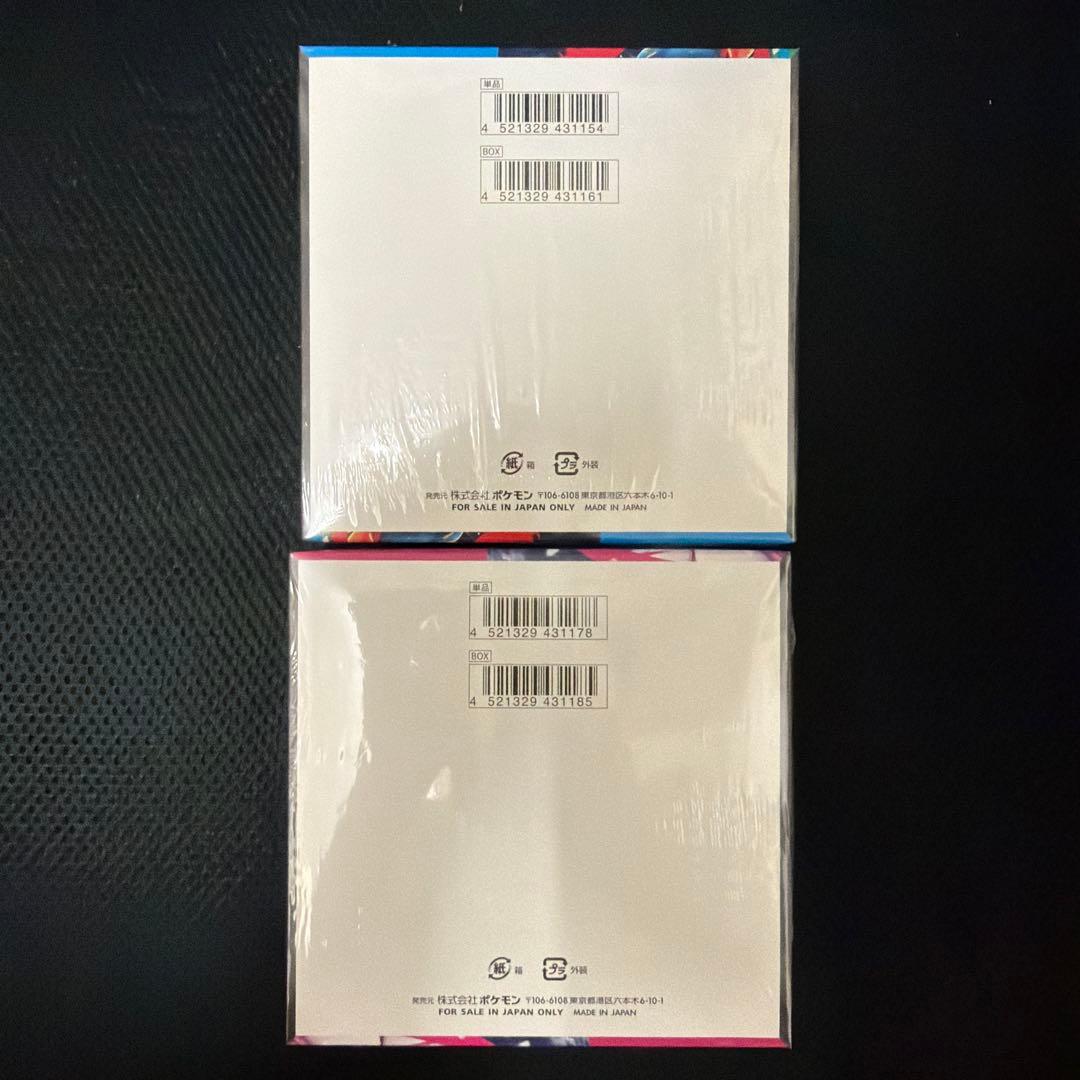 単品
4 521329 431154
BOX
4 521329 431161
紙 箱 プラ 外装
発売元 株式会社 ポケモン 〒106-6108 東京都港区六本木6-10-1
FOR SALE IN JAPAN ONLY MADE IN JAPAN
単品
4 521329 431178
BOX
4 521329 431185
紙 箱 プラ 外装
発売元 株式会社 ポケモン 〒106-6108 東京都港区六本木6-10-1
FOR SALE IN JAPAN ONLY MADE IN JAPAN